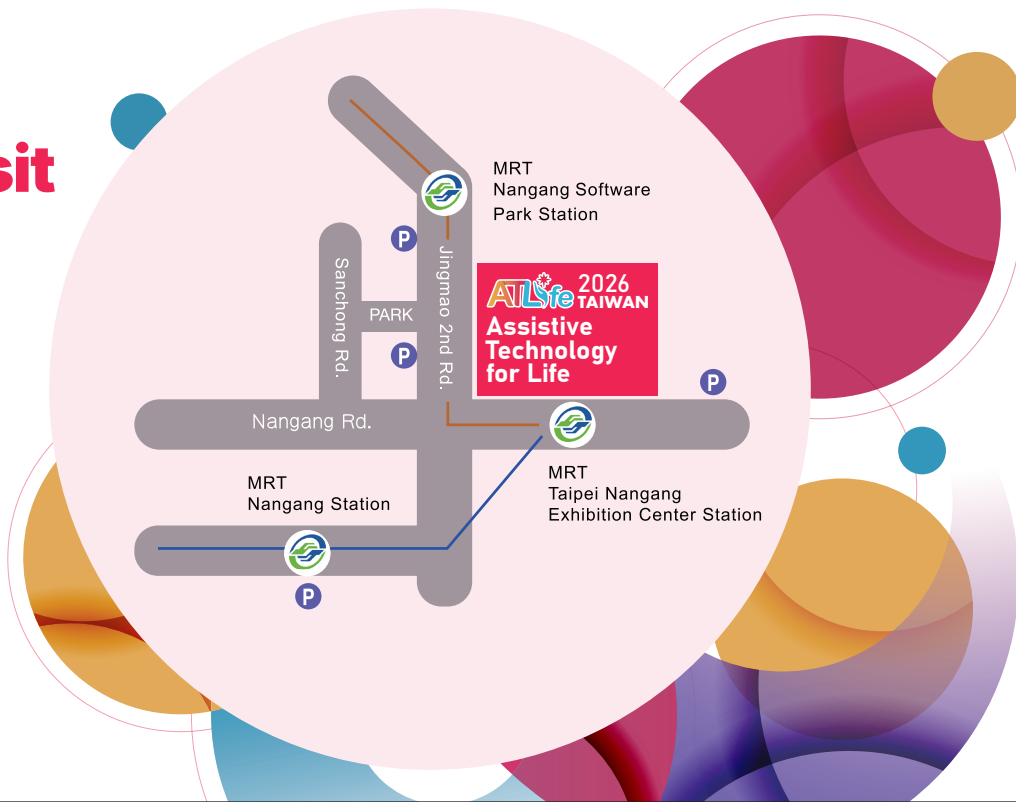 sit
MRT
Nangang Software
Park Station
P
Jingmao 2nd Rd.
Sanchong Rd.
PARK
P
ATLife 2026
TAIWAN
Assistive
Technology
for Life
P
Nangang Rd.
MRT
Nangang Station
MRT
Taipei Nangang
Exhibition Center Station
P